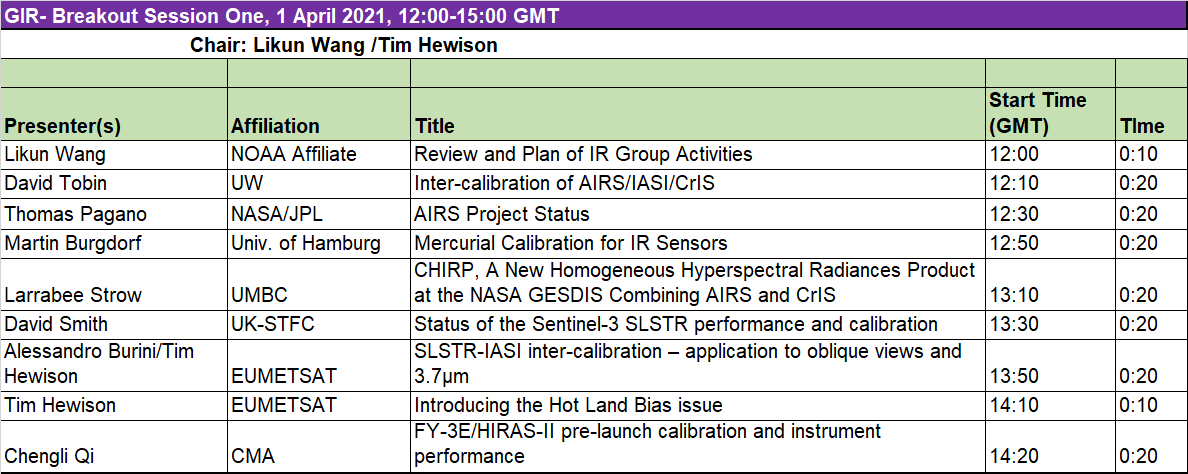 GIR- Breakout Session One, 1 April 2021, 12:00-15:00 GMT
Chair: Likun Wang /Tim Hewison
Presenter(s) Affiliation Title Start Time (GMT) TIme
Likun Wang NOAA Affiliate Review and Plan of IR Group Activities 12:00 0:10
David Tobin UW Inter-calibration of AIRS/IASI/CrIS 12:10 0:20
Thomas Pagano NASA/JPL AIRS Project Status 12:30 0:20
Martin Burgdorf Univ. of Hamburg Mercurial Calibration for IR Sensors 12:50 0:20
CHIRP, A New Homogeneous Hyperspectral Radiances Product
Larrabee Strow UMBC at the NASA GESDIS Combining AIRS and CrIS 13:10 0:20
David Smith UK-STFC Status of the Sentinel-3 SLSTR performance and calibration 13:30 0:20
Alessandro Burini/Tim SLSTR-IASI inter-calibration – application to oblique views and
Hewison EUMETSAT 3.7µm 13:50 0:20
Tim Hewison EUMETSAT Introducing the Hot Land Bias issue 14:10 0:10
FY-3E/HIRAS-II pre-launch calibration and instrument
Chengli Qi CMA performance 14:20 0:20